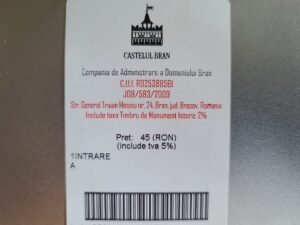 CASTELUL BRAN
Compania de Administrare a Domeniului Bran
C.U.I. RO25386561
J08/583/2009
Str. General Traian Mosoiu nr. 24, Bran, jud. Brasov, Romania
Include taxa Timbru de Monument Istoric 2%
Pret: 45 (RON)
(include tva 5%)
1INTRARE
A